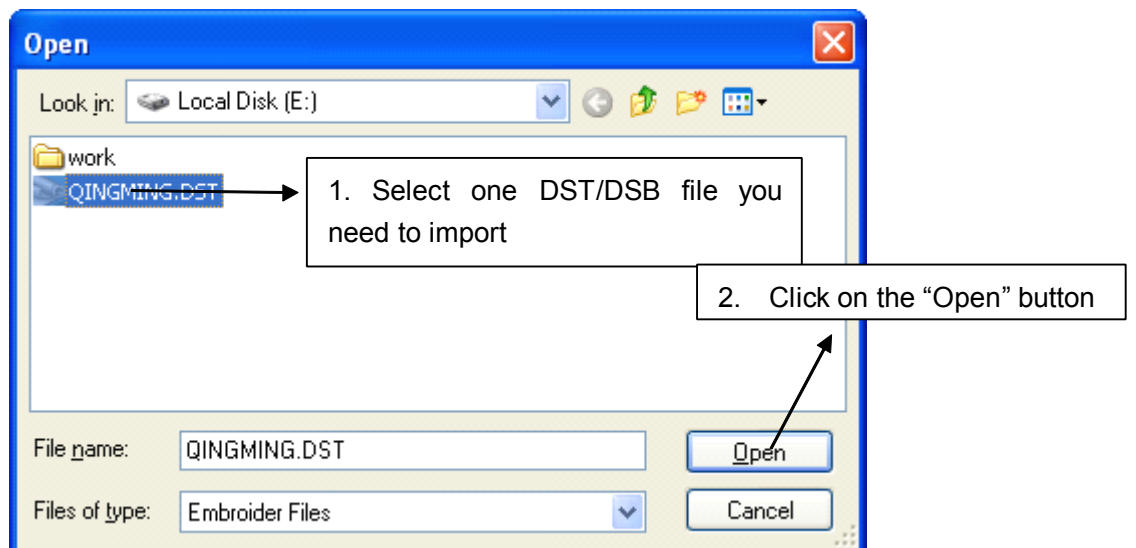 Open
Look in: Local Disk (E:)
work
QINGMING.DST
1. Select one DST/DSB file you
need to import
2. Click on the “Open” button
File name: QINGMING.DST
Open
Files of type: Embroider Files
Cancel